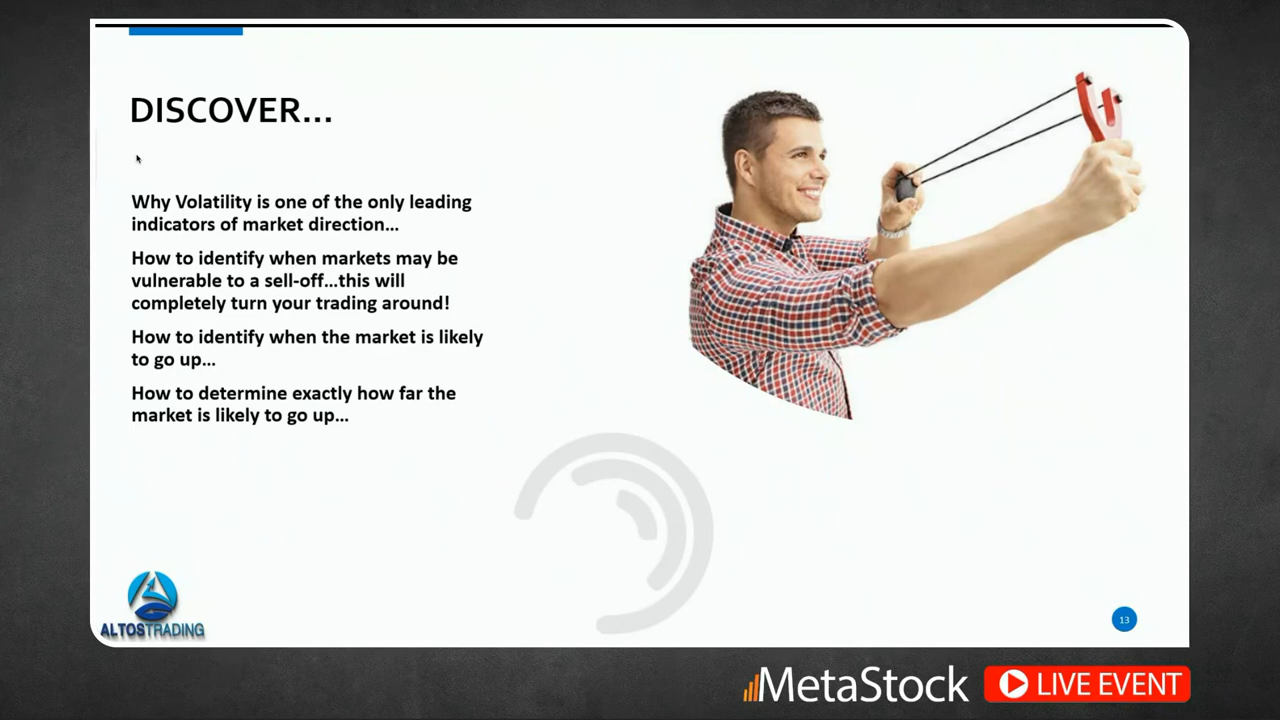 DISCOVER...
Why Volatility is one of the only leading
indicators of market direction...
How to identify when markets may be
vulnerable to a sell-off...this will
completely turn your trading around!
How to identify when the market is likely
to go up...
How to determine exactly how far the
market is likely to go up...
ALTOSTRADING
13
MetaStock
LIVE EVENT